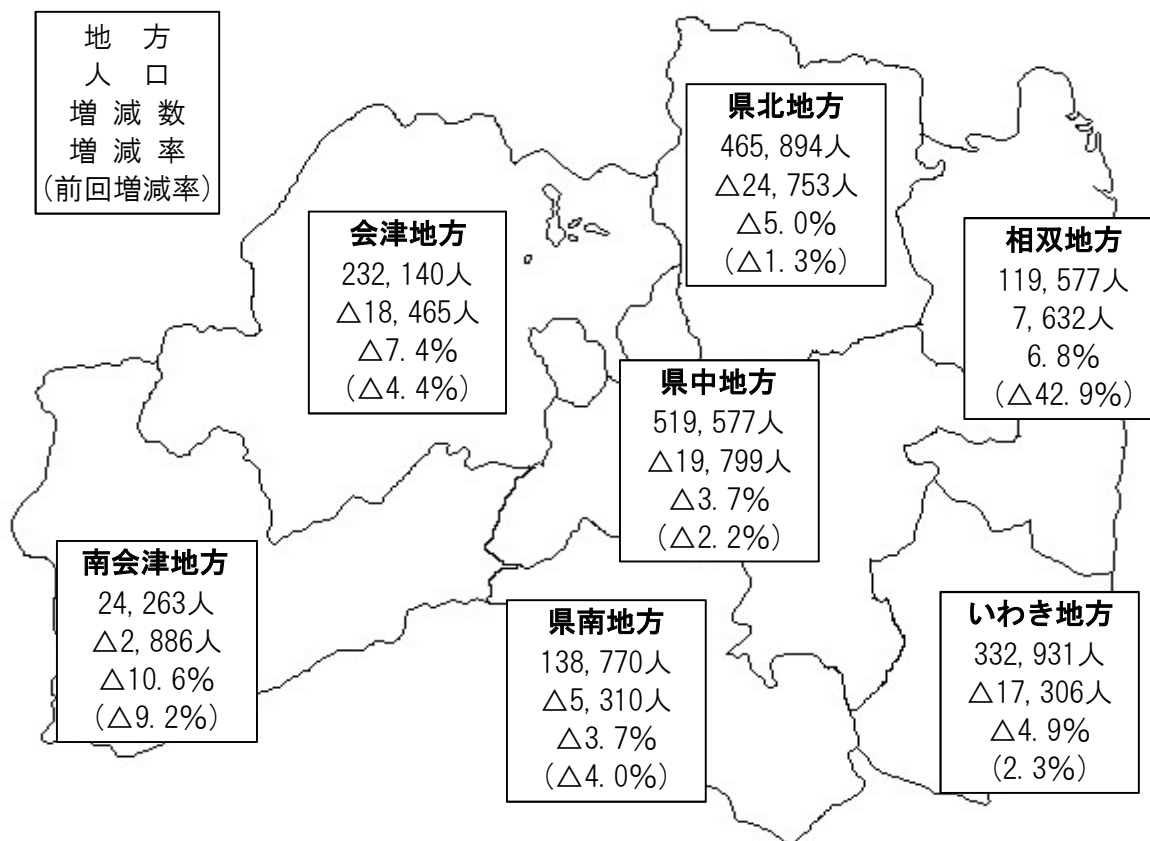 地　方
人　口
増 減 数
増 減 率
(前回増減率)
県北地方
465,894人
△24,753人
△5.0%
(△1.3%)
会津地方
232,140人
△18,465人
△7.4%
(△4.4%)
相双地方
119,577人
7,632人
6.8%
(△42.9%)
県中地方
519,577人
△19,799人
△3.7%
(△2.2%)
南会津地方
24,263人
△2,886人
△10.6%
(△9.2%)
県南地方
138,770人
△5,310人
△3.7%
(△4.0%)
いわき地方
332,931人
△17,306人
△4.9%
(2.3%)